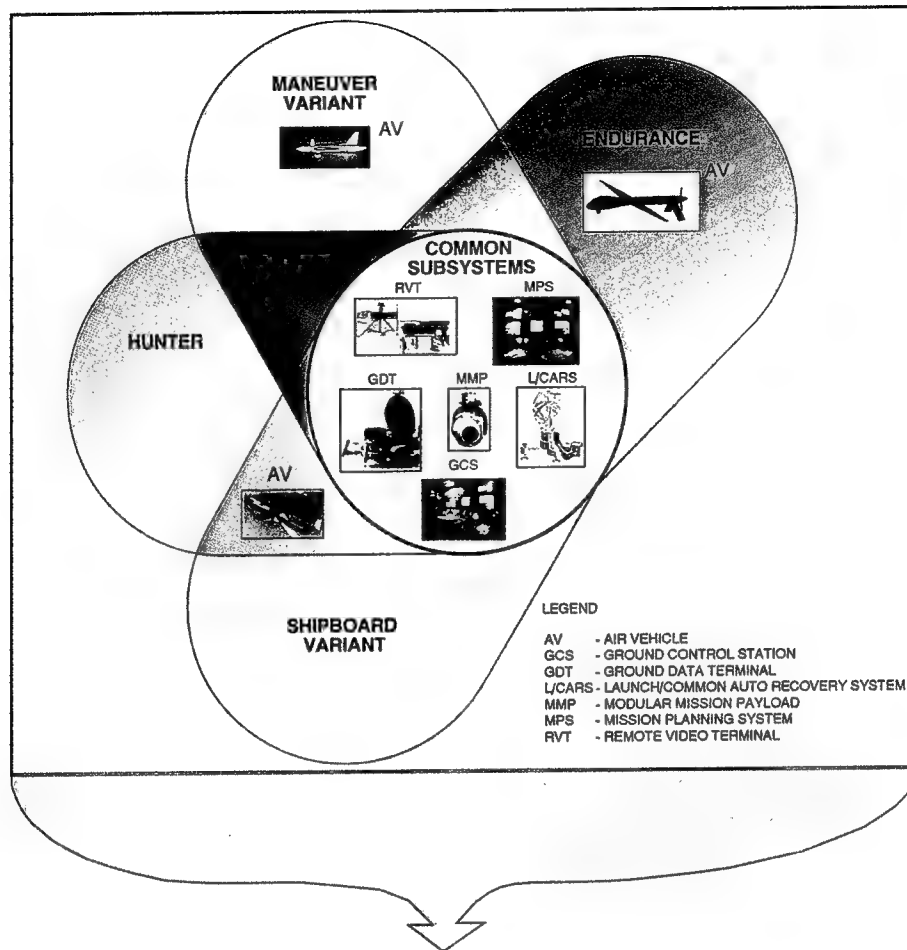 MANEUVER
VARIANT
AV
ENDURANCE
AV
COMMON
SUBSYSTEMS
RVT
MPS
HUNTER
GDT
MMP
L/CARS
GCS
AV
SHIPBOARD
VARIANT
LEGEND
AV - AIR VEHICLE
GCS - GROUND CONTROL STATION
GDT - GROUND DATA TERMINAL
L/CARS - LAUNCH/COMMON AUTO RECOVERY SYSTEM
MMP - MODULAR MISSION PAYLOAD
MPS - MISSION PLANNING SYSTEM
RVT - REMOTE VIDEO TERMINAL